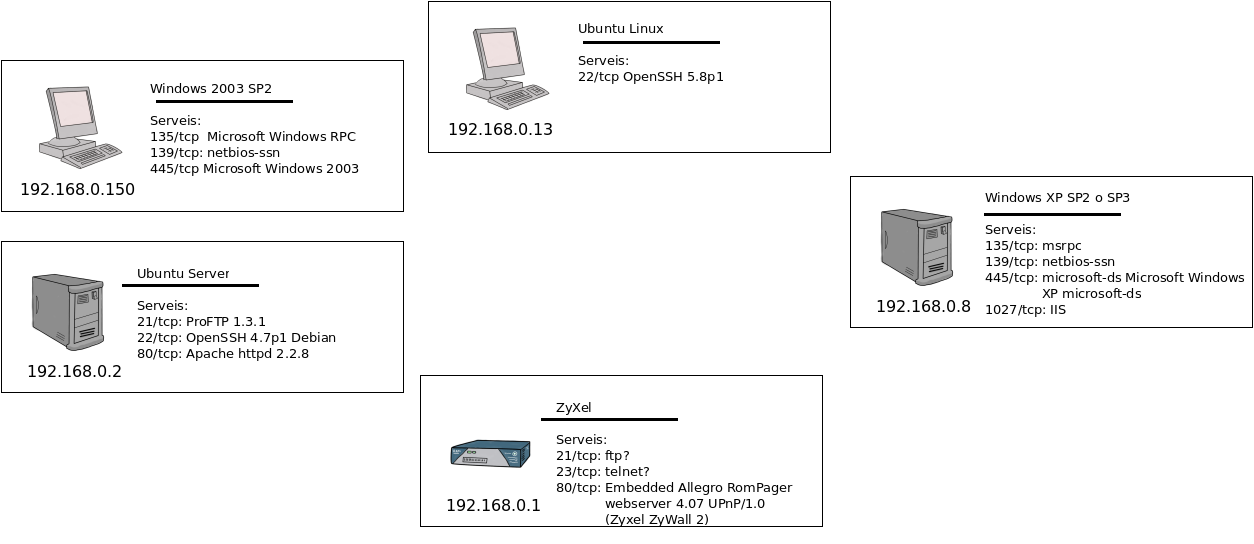 Ubuntu Linux
Serveis:
22/tcp OpenSSH 5.8p1
192.168.0.13
Windows 2003 SP2
Serveis:
135/tcp  Microsoft Windows RPC
139/tcp: netbios-ssn
445/tcp Microsoft Windows 2003
192.168.0.150
Windows XP SP2 o SP3
Serveis:
135/tcp: msrpc
139/tcp: netbios-ssn
445/tcp: microsoft-ds Microsoft Windows
XP microsoft-ds
1027/tcp: IIS
192.168.0.8
Ubuntu Server
Serveis:
21/tcp: ProFTP 1.3.1
22/tcp: OpenSSH 4.7p1 Debian
80/tcp: Apache httpd 2.2.8
192.168.0.2
ZyXel
Serveis:
21/tcp: ftp?
23/tcp: telnet?
80/tcp: Embedded Allegro RomPager
webserver 4.07 UPnP/1.0
(Zyxel ZyWall 2)
192.168.0.1